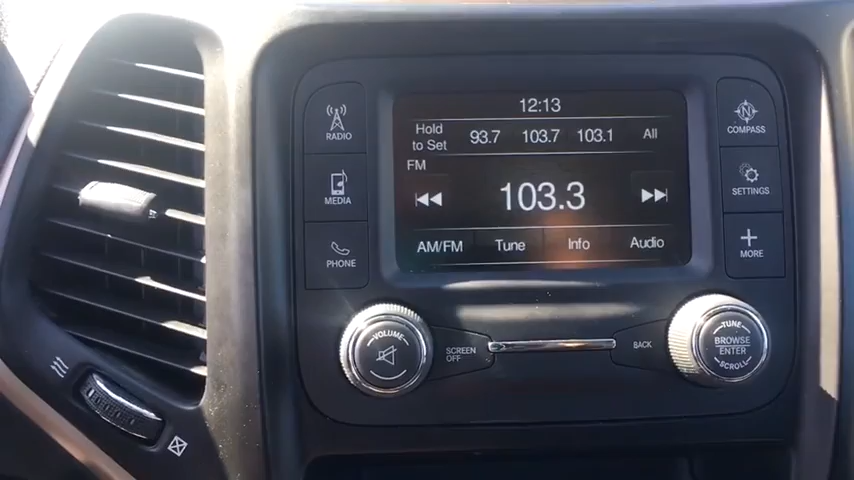 12:13
Hold to Set 93.7 103.7 103.1 All
FM
103.3
AM/FM Tune Info Audio
RADIO
MEDIA
PHONE
N
COMPASS
SETTINGS
MORE
VOLUME
SCREEN OFF
BACK
TUNE
BROWSE
ENTER
SCROLL